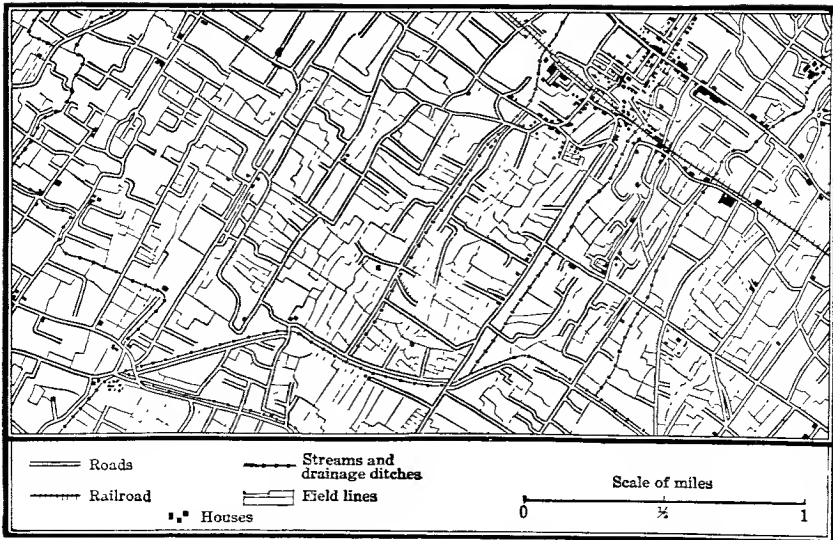 Roads
Railroad
Houses
Streams and
drainage ditches
Field lines
Scale of miles
0 ½ 1